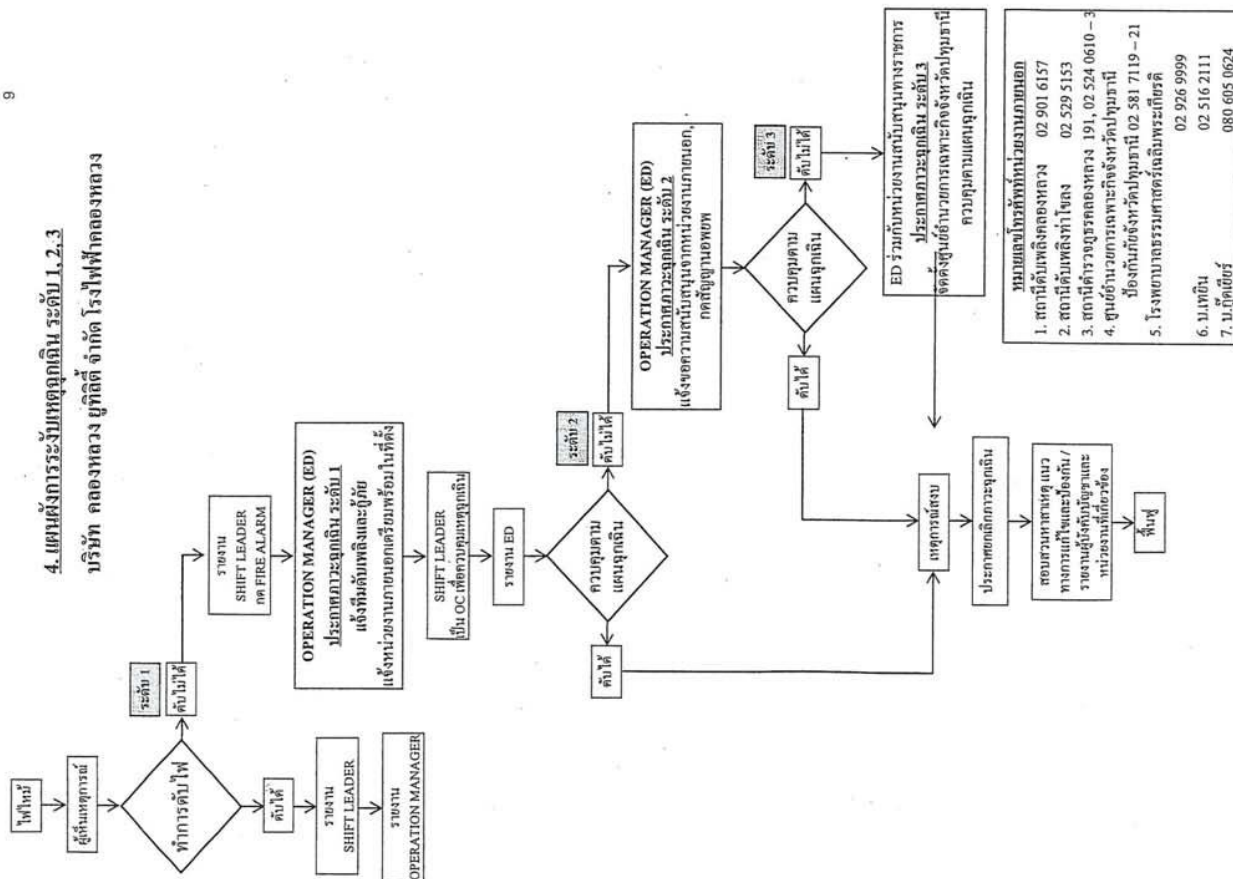 9
4. แผนผังการระงับเหตุฉุกเฉิน ระดับ 1, 2, 3
บริษัท คลองหลวง ยูทิลิตี้ จำกัด โรงไฟฟ้าคลองหลวง
ไฟไหม้
ผู้เห็นเหตุการณ์
ทำการดับไฟ
ดับได้
รายงาน
SHIFT LEADER
รายงาน
OPERATION MANAGER
ระดับ 1
ดับไม่ได้
รายงาน
SHIFT LEADER
กด FIRE ALARM
OPERATION MANAGER (ED)
ประกาศภาวะฉุกเฉิน ระดับ 1
แจ้งทีมดับเพลิงและกู้ภัย
แจ้งหน่วยงานภายนอกเตรียมพร้อมในที่ตั้ง
SHIFT LEADER
เป็น OC เพื่อควบคุมเหตุฉุกเฉิน
รายงาน ED
ควบคุมตาม
แผนฉุกเฉิน
ดับได้
ระดับ 2
ดับไม่ได้
OPERATION MANAGER (ED)
ประกาศภาวะฉุกเฉิน ระดับ 2
แจ้งขอความสนับสนุนจากหน่วยงานภายนอก,
กดสัญญานอพยพ
ควบคุมตาม
แผนฉุกเฉิน
ดับได้
ระดับ 3
ดับไม่ได้
ED ร่วมกับหน่วยงานสนับสนุนทางราชการ
ประกาศภาวะฉุกเฉิน ระดับ 3
จัดตั้งศูนย์อำนวยการเฉพาะกิจจังหวัดปทุมธานี
ควบคุมตามแผนฉุกเฉิน
เหตุการณ์สงบ
ประกาศยกเลิกภาวะฉุกเฉิน
สอบสวนหาสาเหตุ แนว
ทางการแก้ไขและป้องกัน /
รายงานผู้บังคับบัญชาและ
หน่วยงานที่เกี่ยวข้อง
ฟื้นฟู
หมายเลขโทรศัพท์หน่วยงานภายนอก
1. สถานีดับเพลิงคลองหลวง 02 901 6157
2. สถานีดับเพลิงท่าโขลง 02 529 5153
3. สถานีตำรวจภูธรคลองหลวง 191, 02 524 0610 – 3
4. ศูนย์อำนวยการเฉพาะกิจจังหวัดปทุมธานี
ป้องกันภัยจังหวัดปทุมธานี 02 581 7119 – 21
5. โรงพยาบาลธรรมศาสตร์เฉลิมพระเกียรติ
02 926 9999
6. บ.เทยิน 02 516 2111
7. บ.กู๊ดเยียร์ 080 605 0624